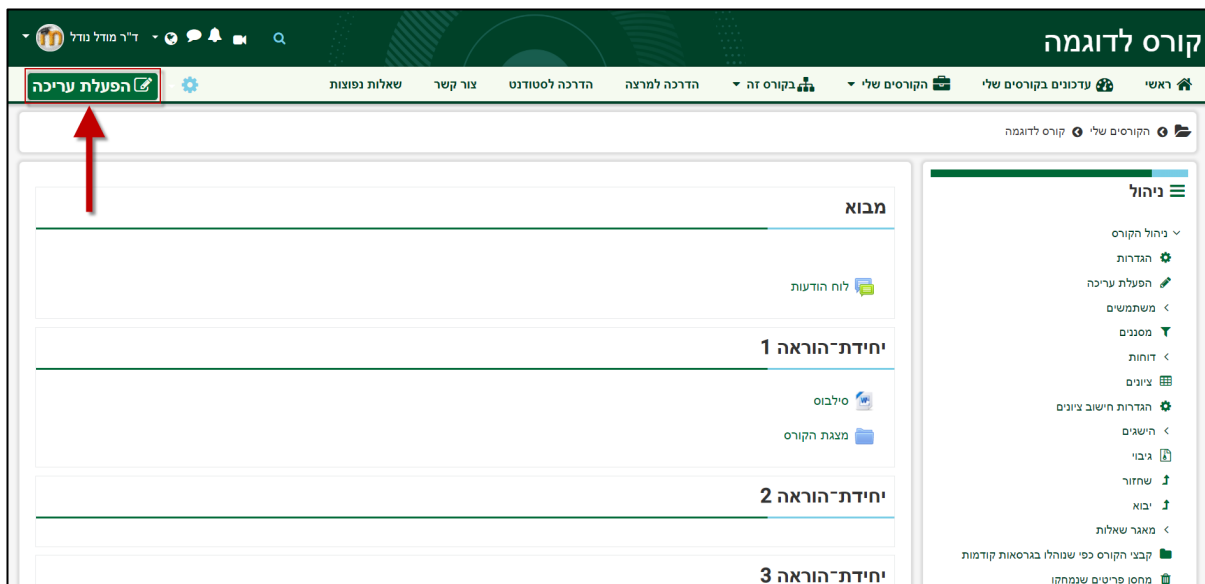 קורס לדוגמה
ד"ר מודל נודל
ראשי
עדכונים בקורסים שלי
הקורסים שלי
בקורס זה
הדרכה למרצה
הדרכה לסטודנט
צור קשר
שאלות נפוצות
הפעלת עריכה
הקורסים שלי
קורס לדוגמה
ניהול
ניהול הקורס
הגדרות
הפעלת עריכה
משתמשים
מסננים
דוחות
ציונים
הגדרות חישוב ציונים
הישגים
גיבוי
שחזור
יבוא
מאגר שאלות
קבצי הקורס כפי שנוהלו בגרסאות קודמות
מחסן פריטים שנמחקו
מבוא
לוח הודעות
יחידת־הוראה 1
סילבוס
מצגת הקורס
יחידת־הוראה 2
יחידת־הוראה 3